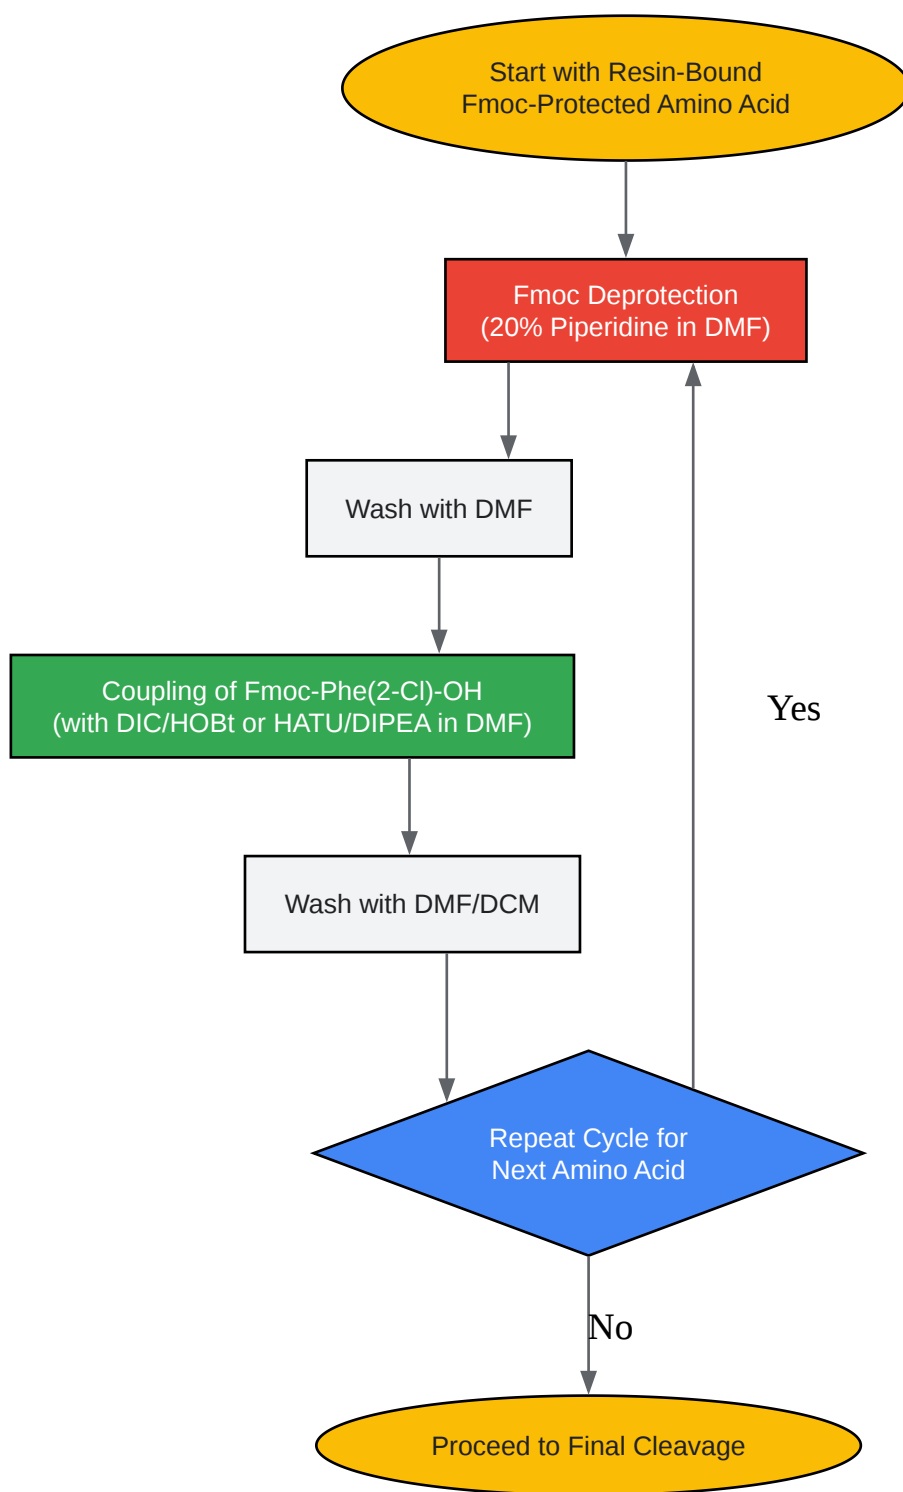 Start with Resin-Bound
Fmoc-Protected Amino Acid
Fmoc Deprotection
(20% Piperidine in DMF)
Wash with DMF
Coupling of Fmoc-Phe(2-Cl)-OH
(with DIC/HOBt or HATU/DIPEA in DMF)
Yes
Wash with DMF/DCM
Repeat Cycle for
Next Amino Acid
No
Proceed to Final Cleavage